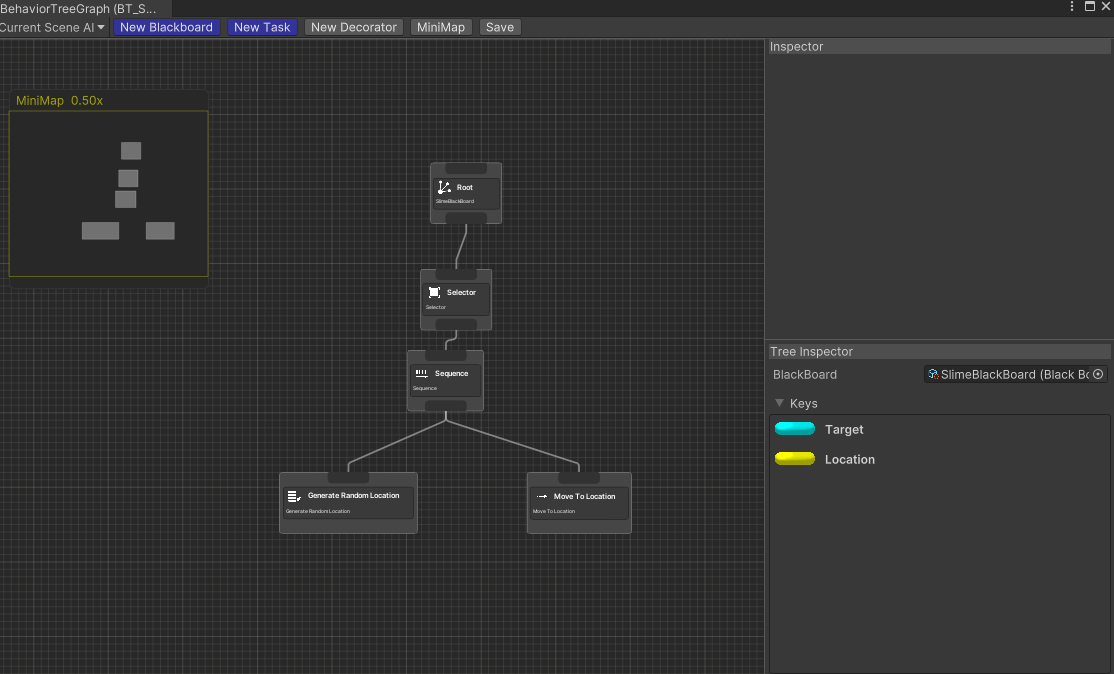 BehaviorTreeGraph (BT_S...
Current Scene AI New Blackboard New Task New Decorator MiniMap Save
Inspector
MiniMap 0.50x
Root
SlimeBlackBoard
Selector
Selector
Sequence
Sequence
Generate Random Location
Generate Random Location
Move To Location
Move To Location
Tree Inspector
BlackBoard SlimeBlackBoard (Black Bo
Keys
Target
Location